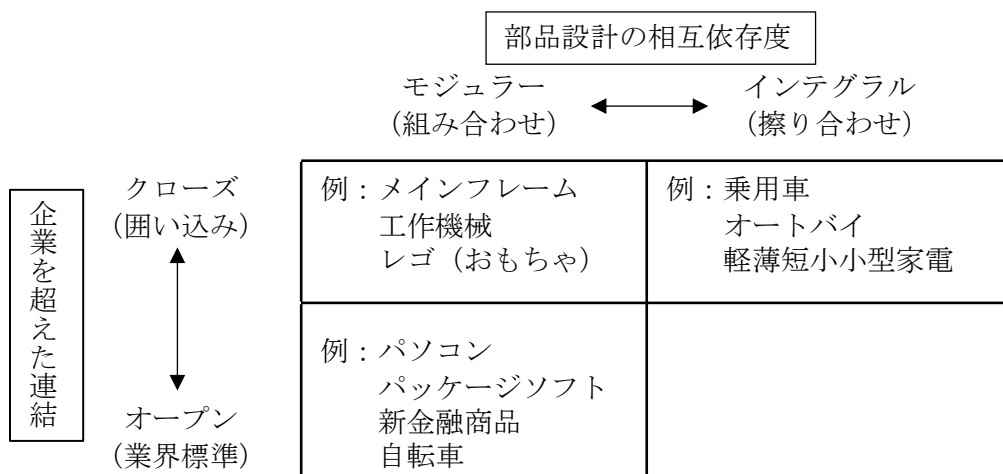 部品設計の相互依存度
モジュラー
(組み合わせ)
インテグラル
(擦り合わせ)
企業を超えた連結
クローズ
(囲い込み)
オープン
(業界標準)
例：メインフレーム
工作機械
レゴ（おもちゃ）
例：乗用車
オートバイ
軽薄短小小型家電
例：パソコン
パッケージソフト
新金融商品
自転車